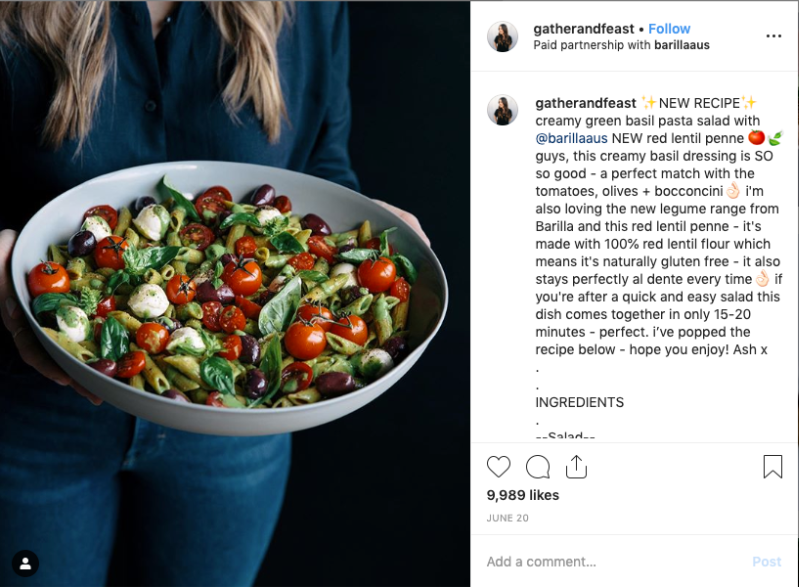 gatherandfeast • Follow
Paid partnership with barillaaus
gatherandfeast ✨NEW RECIPE✨
creamy green basil pasta salad with
@barillaaus NEW red lentil penne 🍅🌿
guys, this creamy basil dressing is SO
so good - a perfect match with the
tomatoes, olives + bocconcini👌🏻 i'm
also loving the new legume range from
Barilla and this red lentil penne - it's
made with 100% red lentil flour which
means it's naturally gluten free - it also
stays perfectly al dente every time👌🏻 if
you're after a quick and easy salad this
dish comes together in only 15-20
minutes - perfect. i've popped the
recipe below - hope you enjoy! Ash x
.
.
INGREDIENTS
.
--Salad--
9,989 likes
JUNE 20
Add a comment...
Post